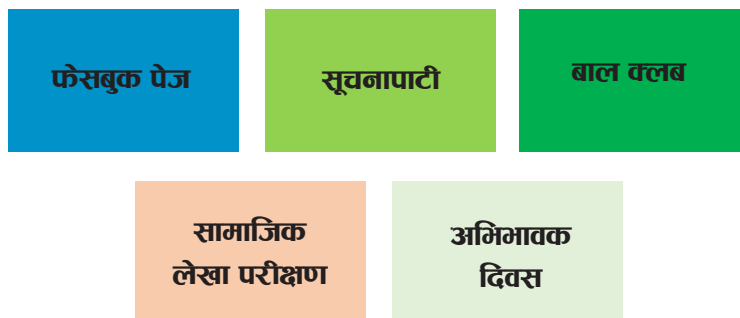 फेसबुक पेज
सूचनापाटी
बाल क्लब
सामाजिक
लेखा परीक्षण
अभिभावक
दिवस